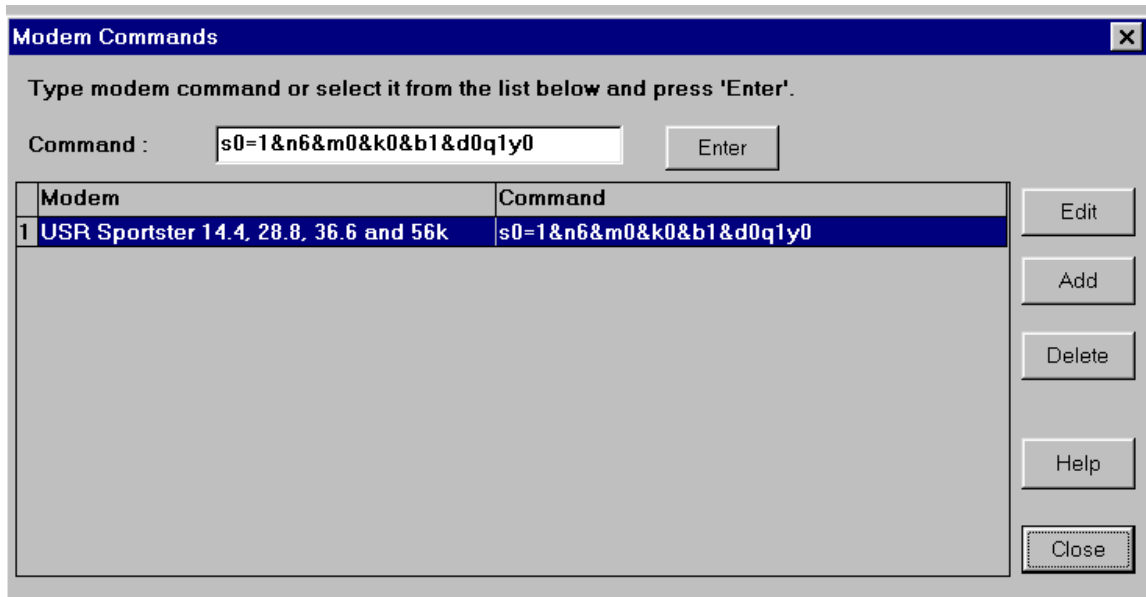 Modem Commands
Type modem command or select it from the list below and press 'Enter'.
Command : s0=1&n6&m0&k0&b1&d0q1y0 Enter
Modem Command
1 USR Sportster 14.4, 28.8, 36.6 and 56k s0=1&n6&m0&k0&b1&d0q1y0
Edit
Add
Delete
Help
Close